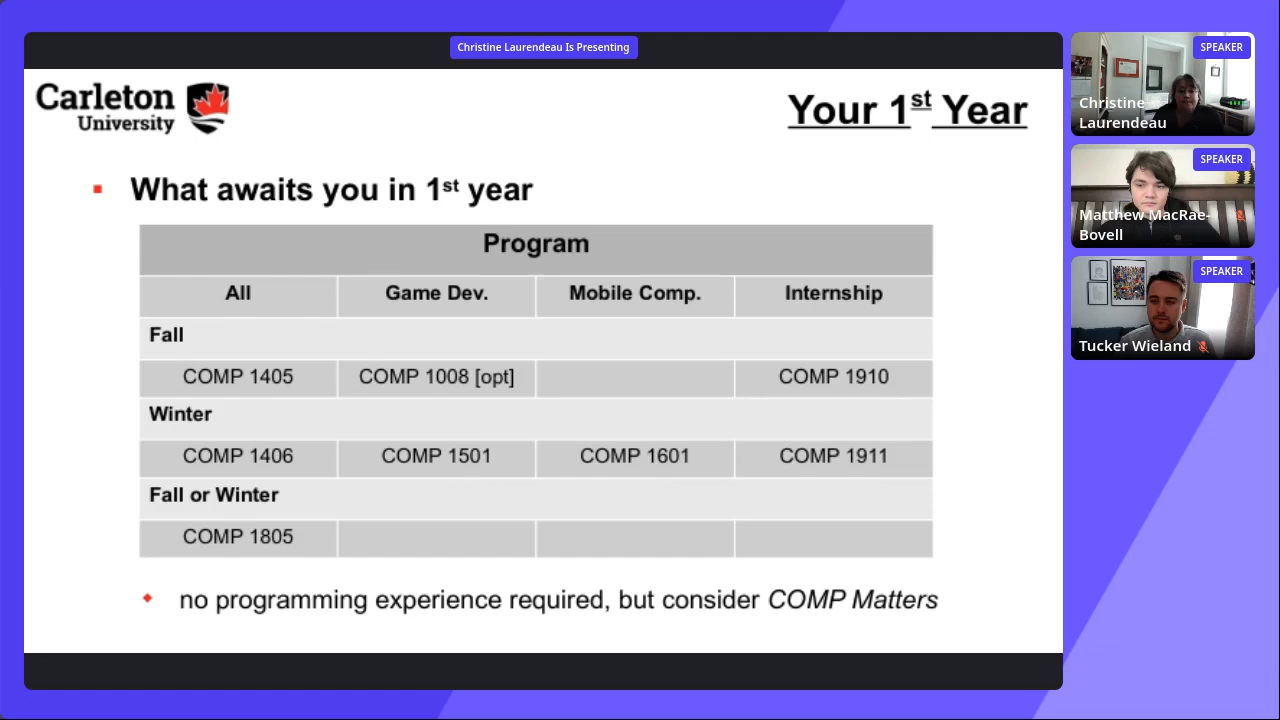 Christine Laurendeau Is Presenting
Carleton
University
Your 1st Year
What awaits you in 1st year
Program
All Game Dev. Mobile Comp. Internship
Fall
COMP 1405 COMP 1008 [opt] COMP 1910
Winter
COMP 1406 COMP 1501 COMP 1601 COMP 1911
Fall or Winter
COMP 1805
no programming experience required, but consider COMP Matters
SPEAKER
Christine
Laurendeau
SPEAKER
Matthew MacRae-
Bovell
SPEAKER
Tucker Wieland